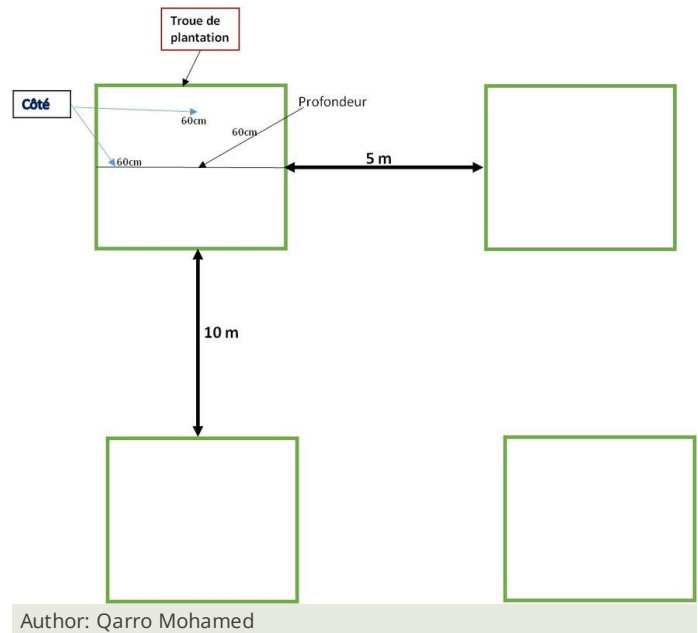 Troue de
plantation
Côté
Profondeur
60cm
60cm
60cm
5 m
10 m
Author: Qarro Mohamed